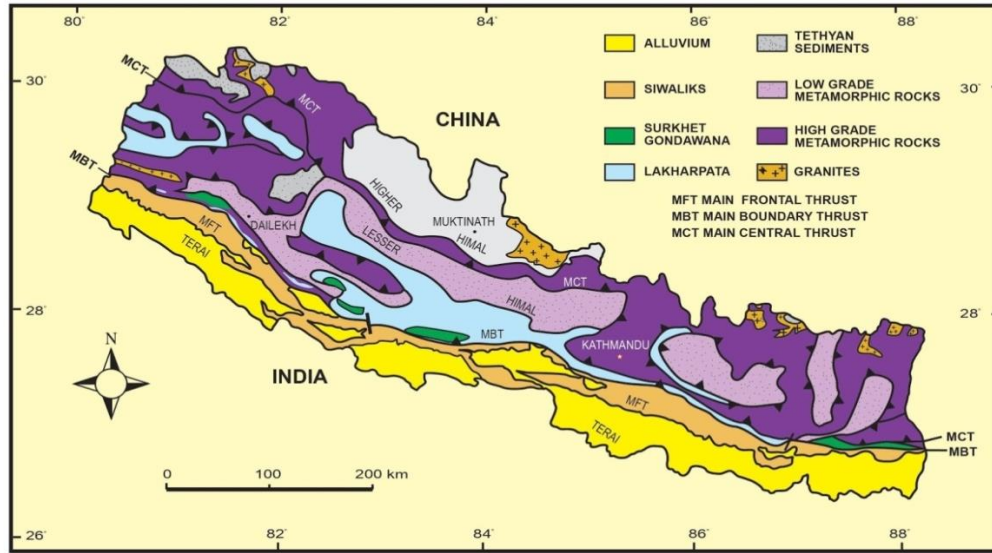 80°
82°
84°
86°
88°
MCT
30°
MCT
CHINA
ALLUVIUM
TETHYAN
SEDIMENTS
SIWALIKS
LOW GRADE
METAMORPHIC ROCKS
30°
SURKHET
GONDAWANA
HIGH GRADE
METAMORPHIC ROCKS
LAKHARPATA
GRANITES
MFT MAIN FRONTAL THRUST
MBT MAIN BOUNDARY THRUST
MCT MAIN CENTRAL THRUST
MBT
HIGHER
HIMAL
MUKTINATH
DAILEKH
MFT
TERAI
LESSER
HIMAL
MCT
28°
28°
MBT
KATHMANDU
N
INDIA
MFT
TERAI
MCT
MBT
0 100 200 km
26°
82°
84°
86°
88°